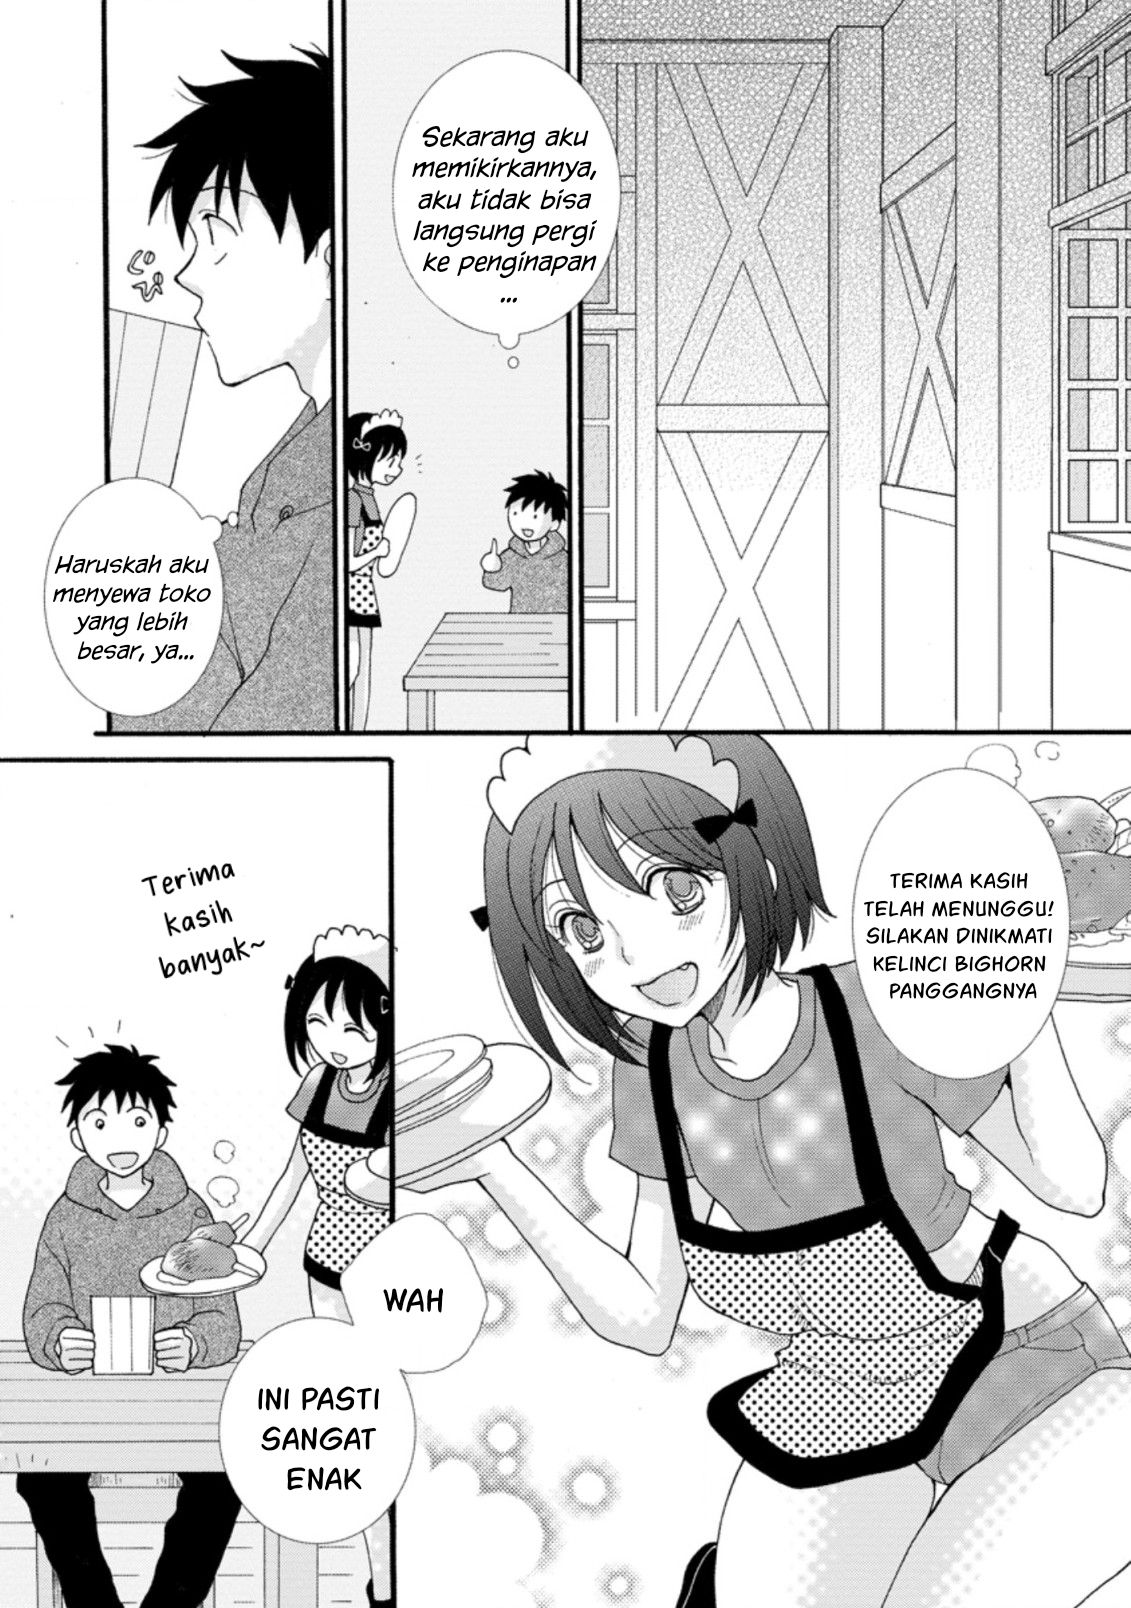 Sekarang aku
memikirkannya,
aku tidak bisa
langsung pergi
ke penginapan
...
Haruskah aku
menyewa toko
yang lebih
besar, ya...
TERIMA KASIH
TELAH MENUNGGU!
SILAKAN DINIKMATI
KELINCI BIGHORN
PANGGANGNYA
Terima
kasih
banyak~
WAH
INI PASTI
SANGAT
ENAK